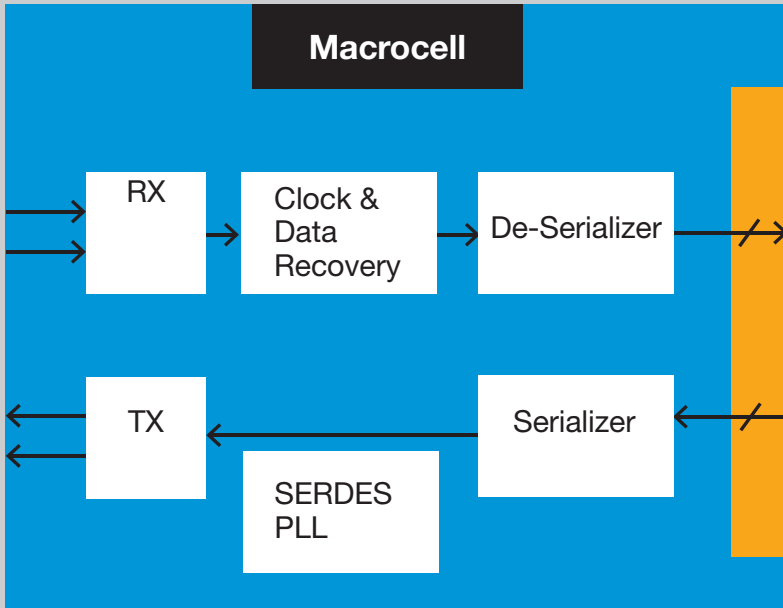 Macrocell
RX
Clock &
Data
Recovery
De-Serializer
TX
Serializer
SERDES
PLL